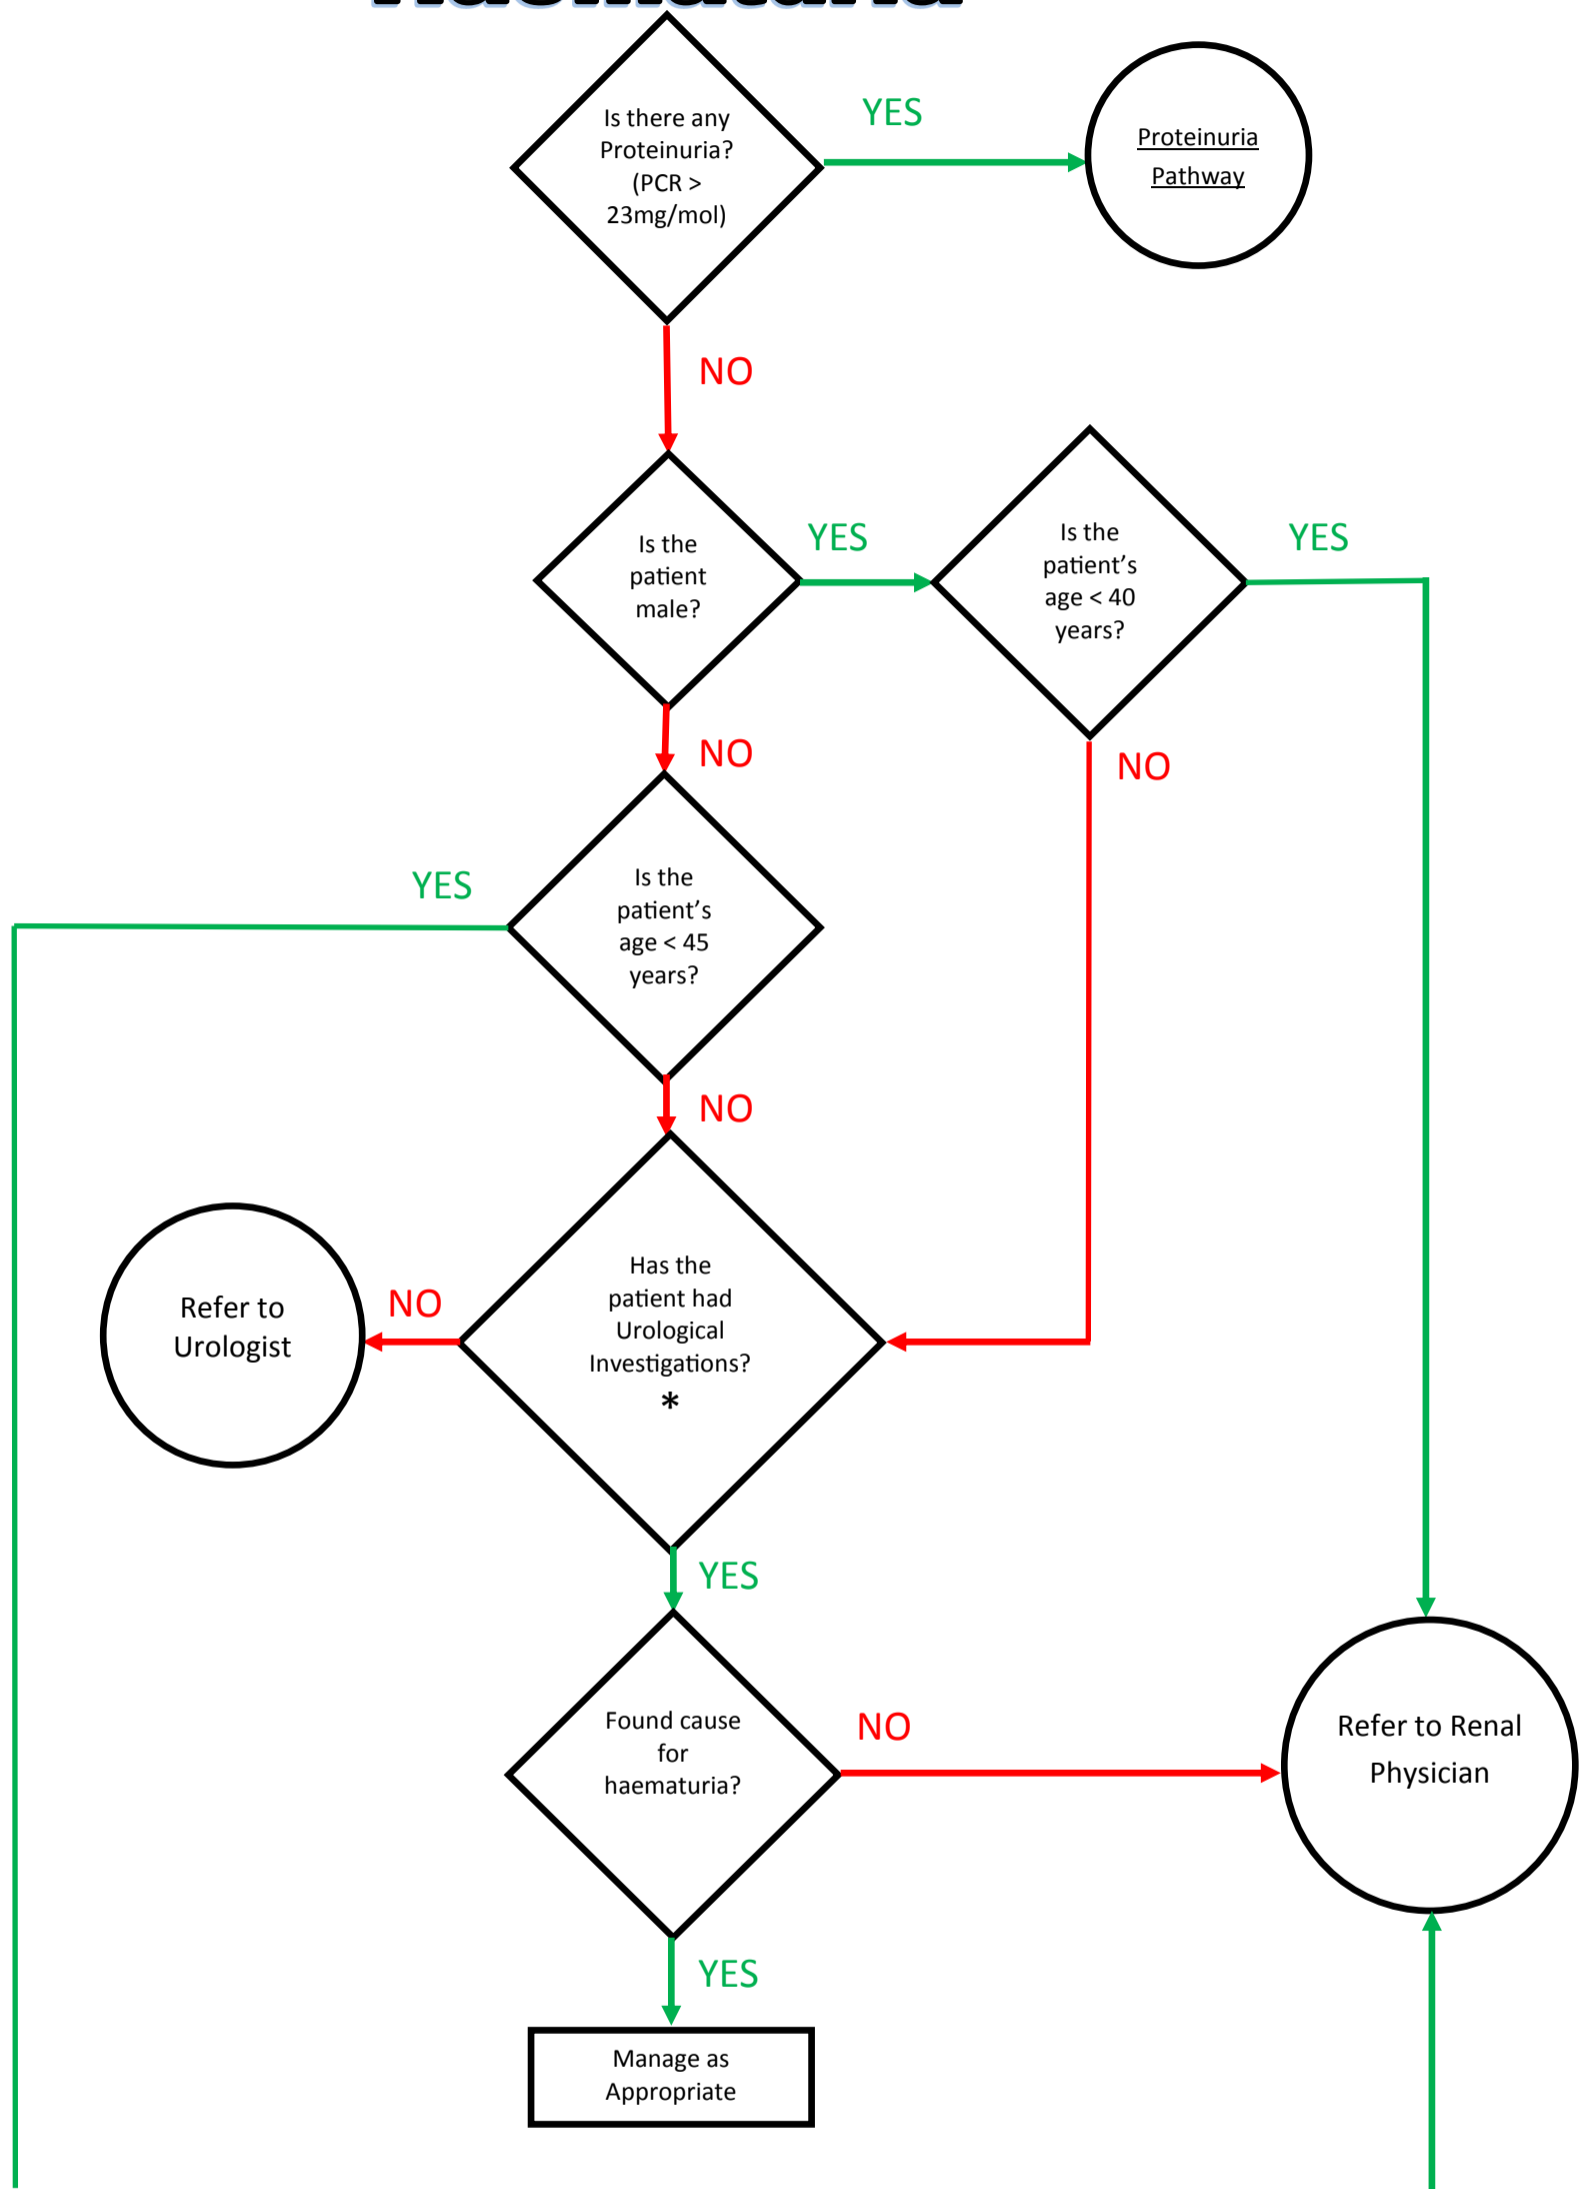 Haematuria
Is there any
Proteinuria?
(PCR >
23mg/mol)
YES
Proteinuria
Pathway
NO
Is the
patient
male?
YES
Is the
patient's
age < 40
years?
YES
NO
NO
Is the
patient's
age < 45
years?
YES
NO
Has the
patient had
Urological
Investigations?
*
NO
Refer to
Urologist
YES
Found cause
for
haematuria?
NO
Refer to Renal
Physician
YES
Manage as
Appropriate